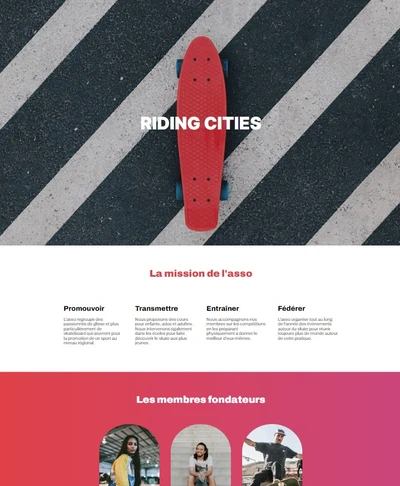 RIDING CITIES
La mission de l'asso
Promouvoir
L'asso regroupe des
passionnés de glisse et plus
particulièrement de
skateboard qui œuvrent pour
la promotion de ce sport au
niveau régional.
Transmettre
Nous proposons des cours
pour enfants, ados et adultes.
Nous intervenons également
dans les écoles pour faire
découvrir le skate aux plus
jeunes.
Entraîner
Nous accompagnons nos
membres sur les compétitions
en les préparant
physiquement à donner le
meilleur d'eux-mêmes.
Fédérer
L'asso organise tout au long
de l'année des événements
autour du skate pour réunir
toujours plus de monde autour
de cette pratique.
Les membres fondateurs